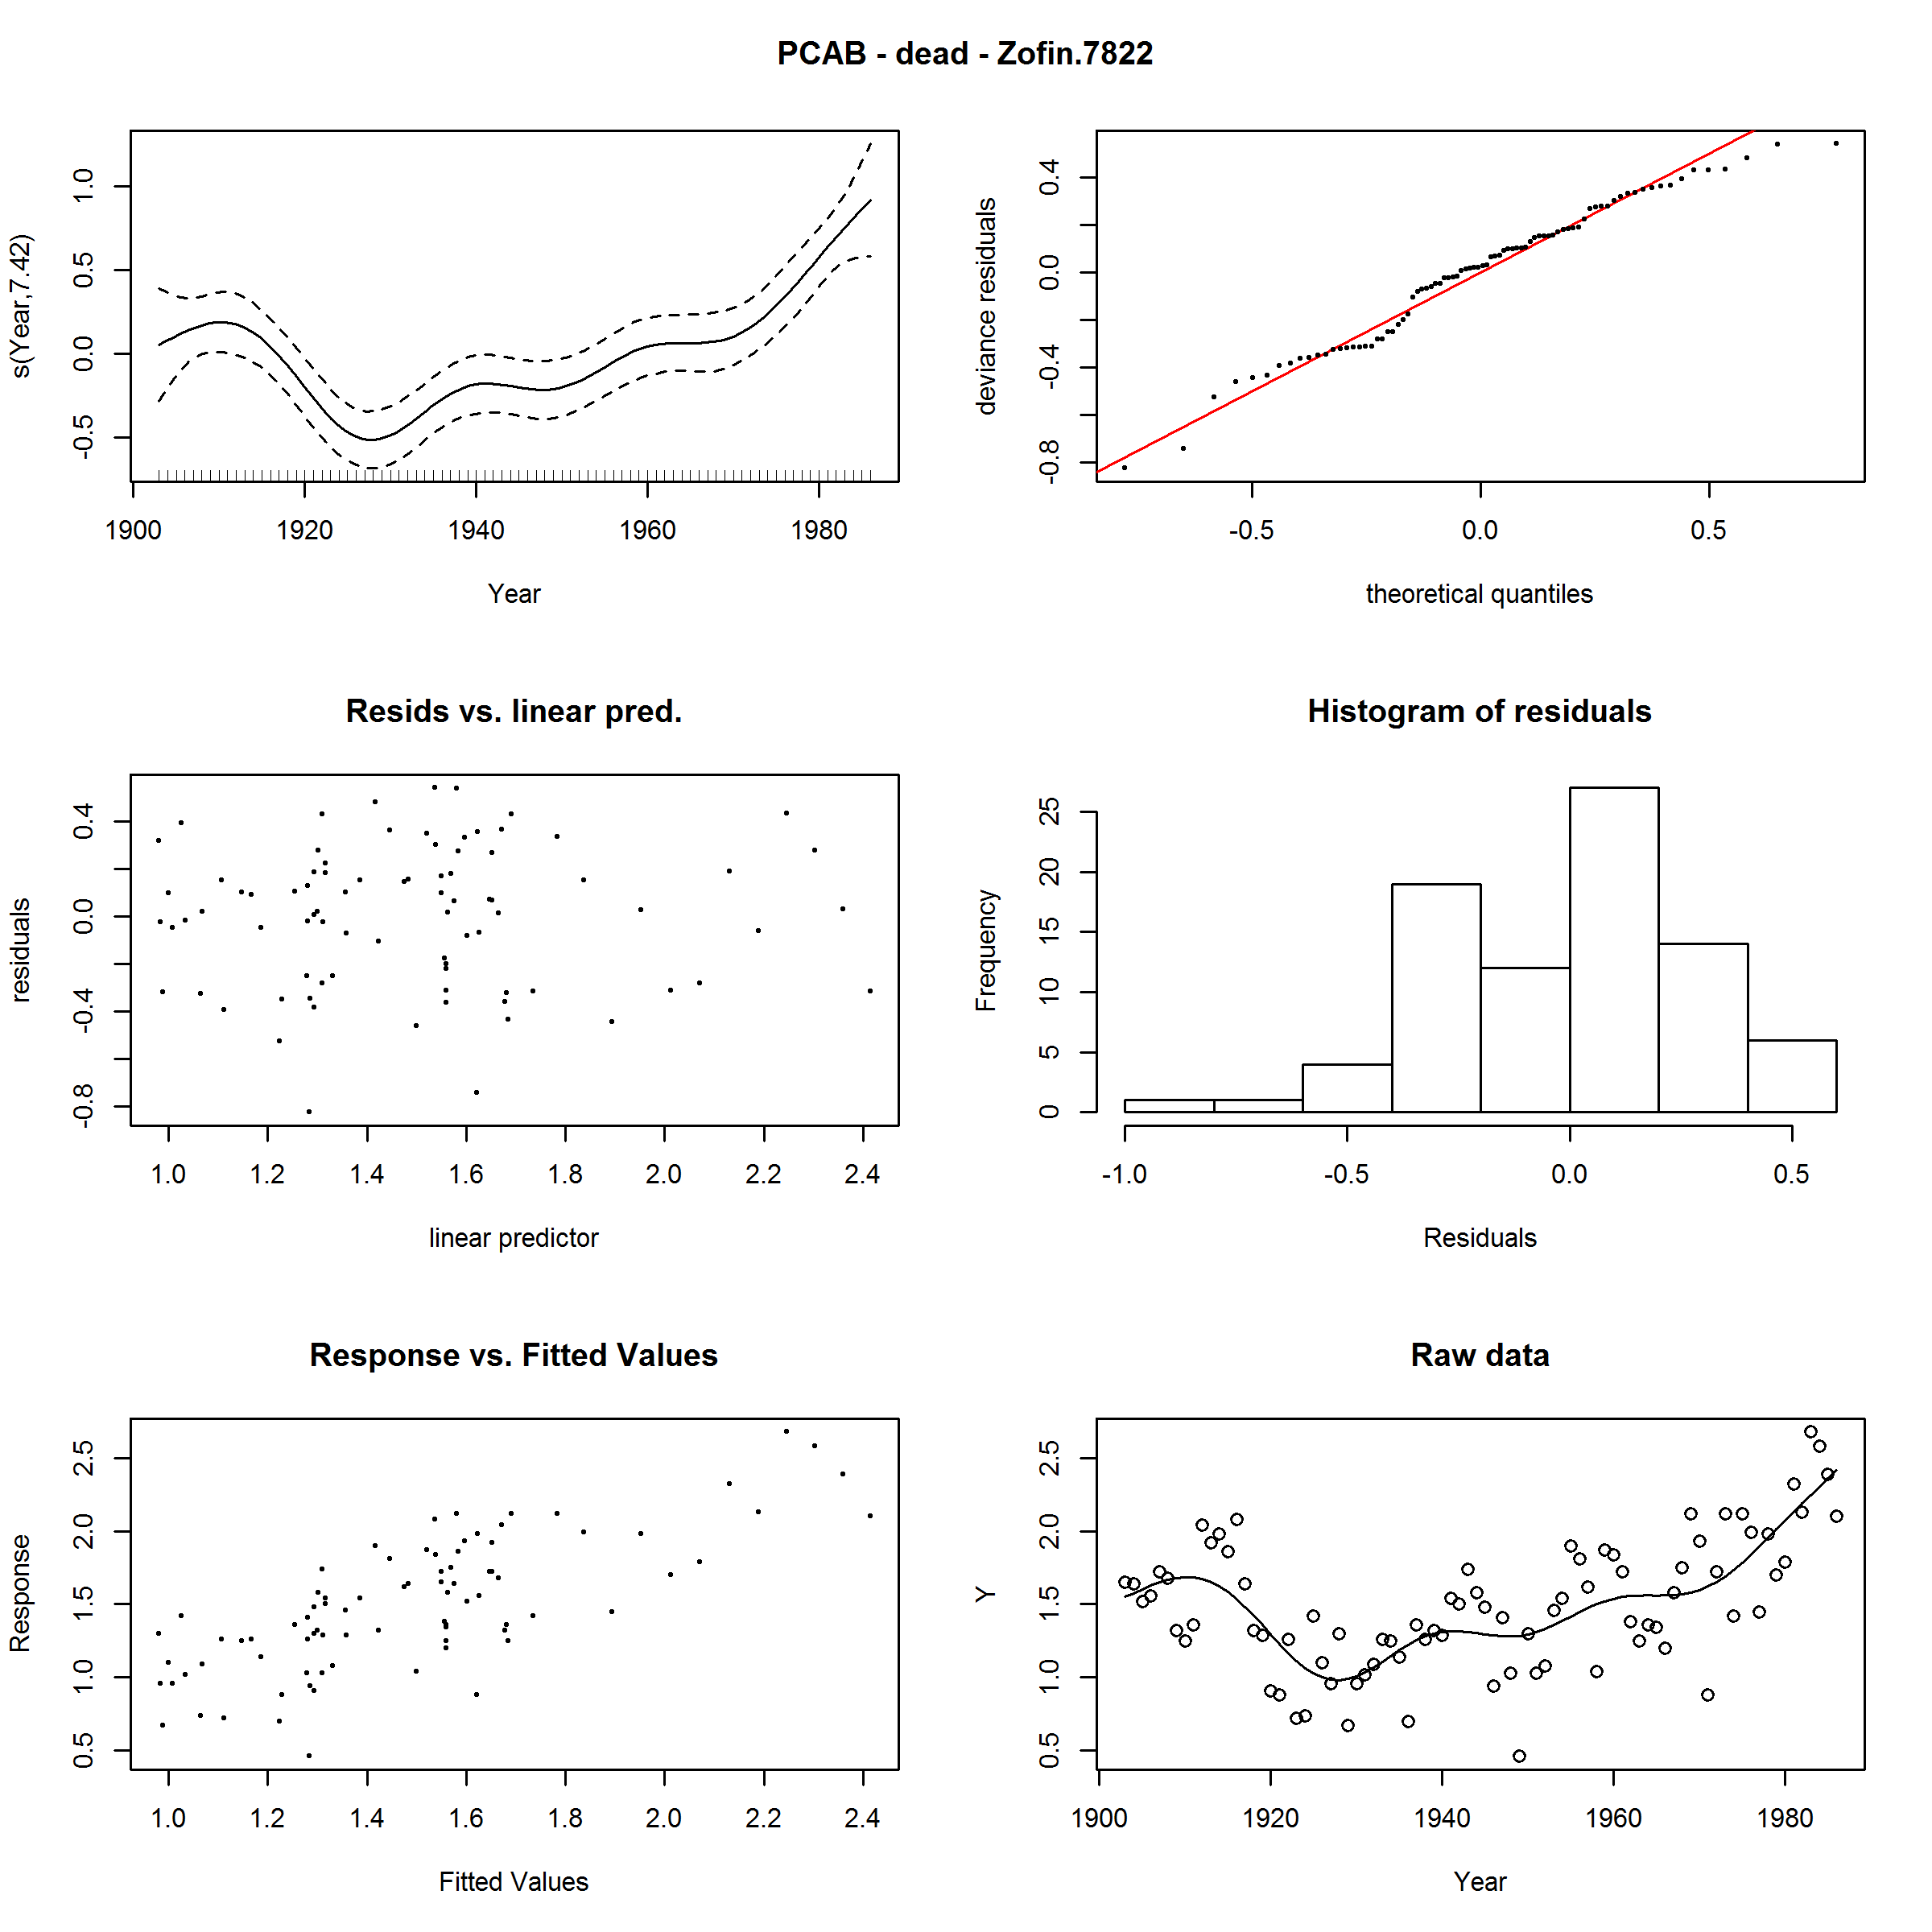 PCAB - dead - Zofin.7822
s(Year,7.42)
-0.5 0.0 0.5 1.0
1900 1920 1940 1960 1980
Year
deviance residuals
-0.8 -0.4 0.0 0.4
-0.5 0.0 0.5
theoretical quantiles
Resids vs. linear pred.
residuals
-0.8 -0.4 0.0 0.4
1.0 1.2 1.4 1.6 1.8 2.0 2.2 2.4
linear predictor
Histogram of residuals
Frequency
0 5 10 15 20 25
-1.0 -0.5 0.0 0.5
Residuals
Response vs. Fitted Values
Response
0.5 1.0 1.5 2.0 2.5
1.0 1.2 1.4 1.6 1.8 2.0 2.2 2.4
Fitted Values
Raw data
Y
0.5 1.0 1.5 2.0 2.5
1900 1920 1940 1960 1980
Year